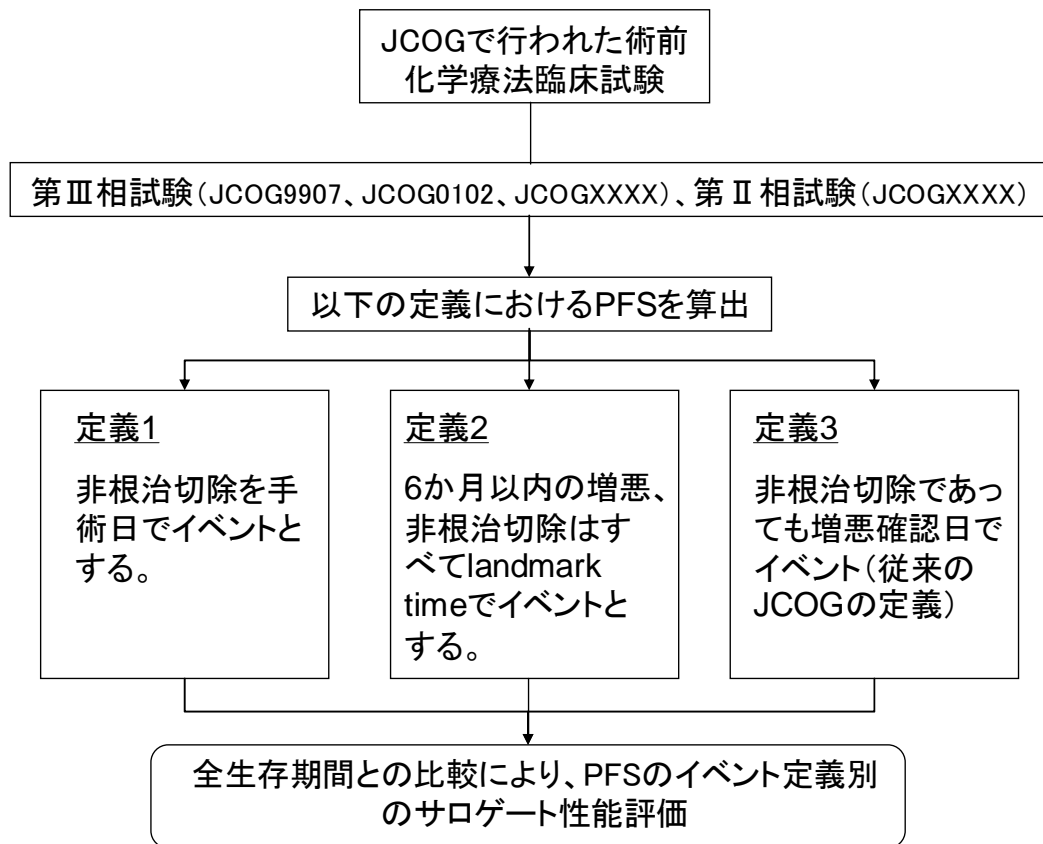 JCOGで行われた術前
化学療法臨床試験
第Ⅲ相試験(JCOG9907、JCOG0102、JCOGXXXX)、第Ⅱ相試験(JCOGXXXX)
以下の定義におけるPFSを算出
定義1
非根治切除を手
術日でイベントと
する。
定義2
6か月以内の増悪、
非根治切除はす
べてlandmark
timeでイベントと
する。
定義3
非根治切除であっ
ても増悪確認日で
イベント(従来の
JCOGの定義)
全生存期間との比較により、PFSのイベント定義別
のサロゲート性能評価